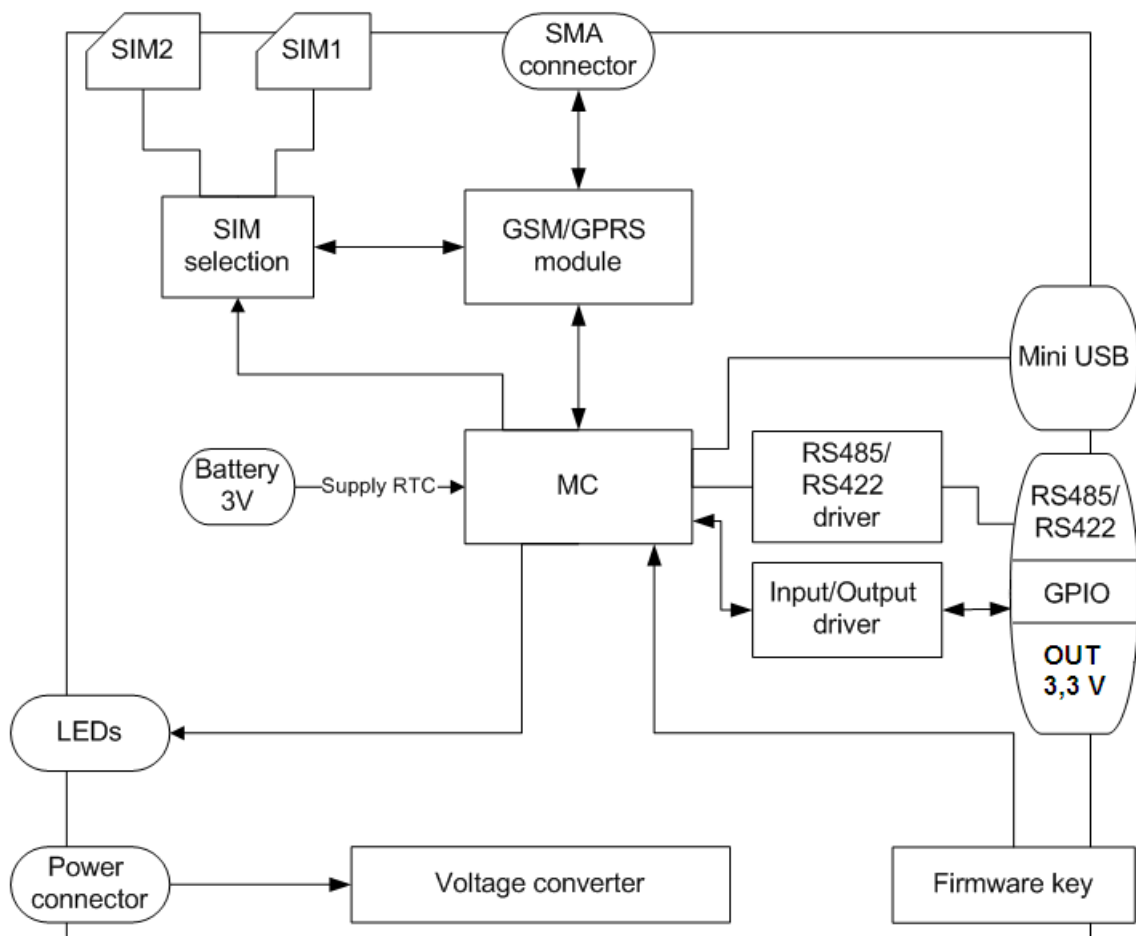 SIM2
SIM1
SMA
connector
SIM
selection
GSM/GPRS
module
Mini USB
Battery
3V
Supply RTC
MC
RS485/
RS422
driver
RS485/
RS422
Input/Output
driver
GPIO
OUT
3,3 V
LEDs
Power
connector
Voltage converter
Firmware key